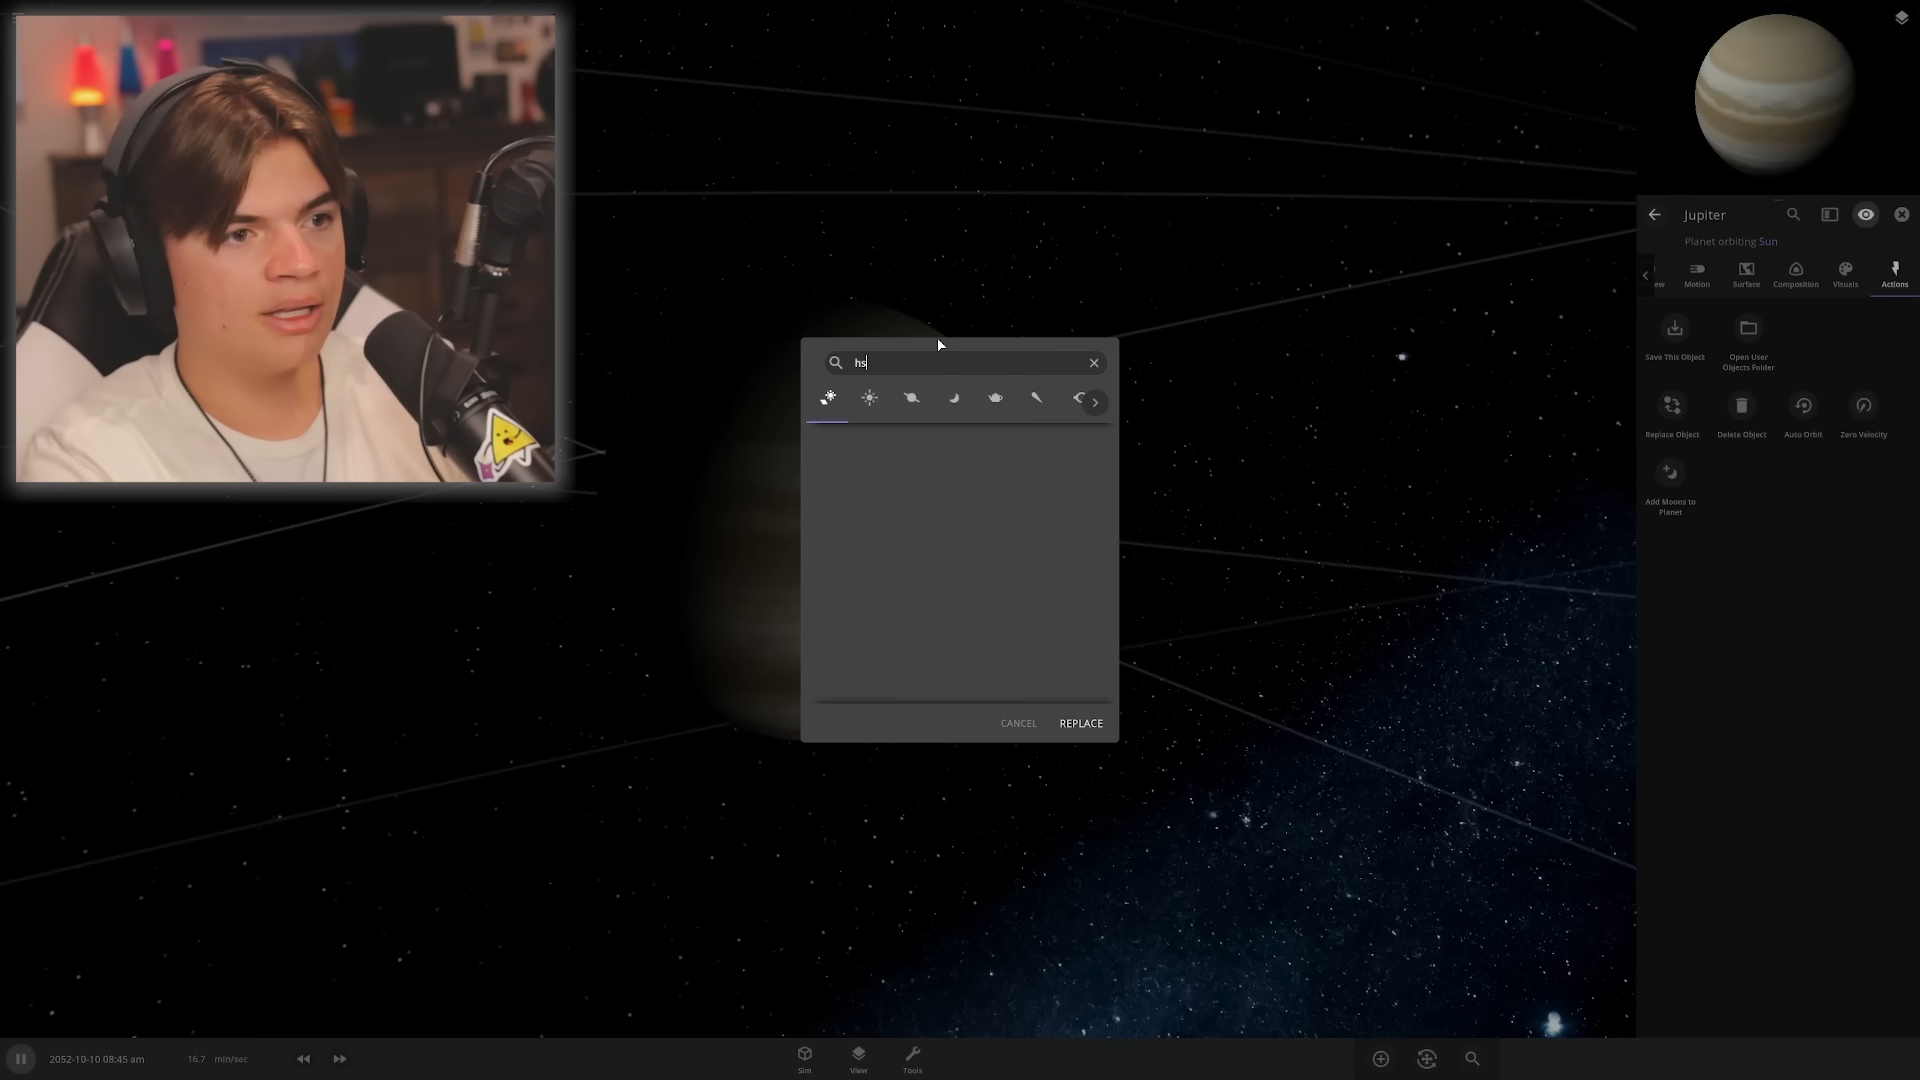 Jupiter
Planet orbiting Sun
ew
Motion
Surface
Composition
Visuals
Actions
Save This Object
Open User
Objects Folder
Replace Object
Delete Object
Auto Orbit
Zero Velocity
Add Moons to
Planet
hs
CANCEL
REPLACE
2052-10-10 08:45 am
16.7 min/sec
Sim
View
Tools